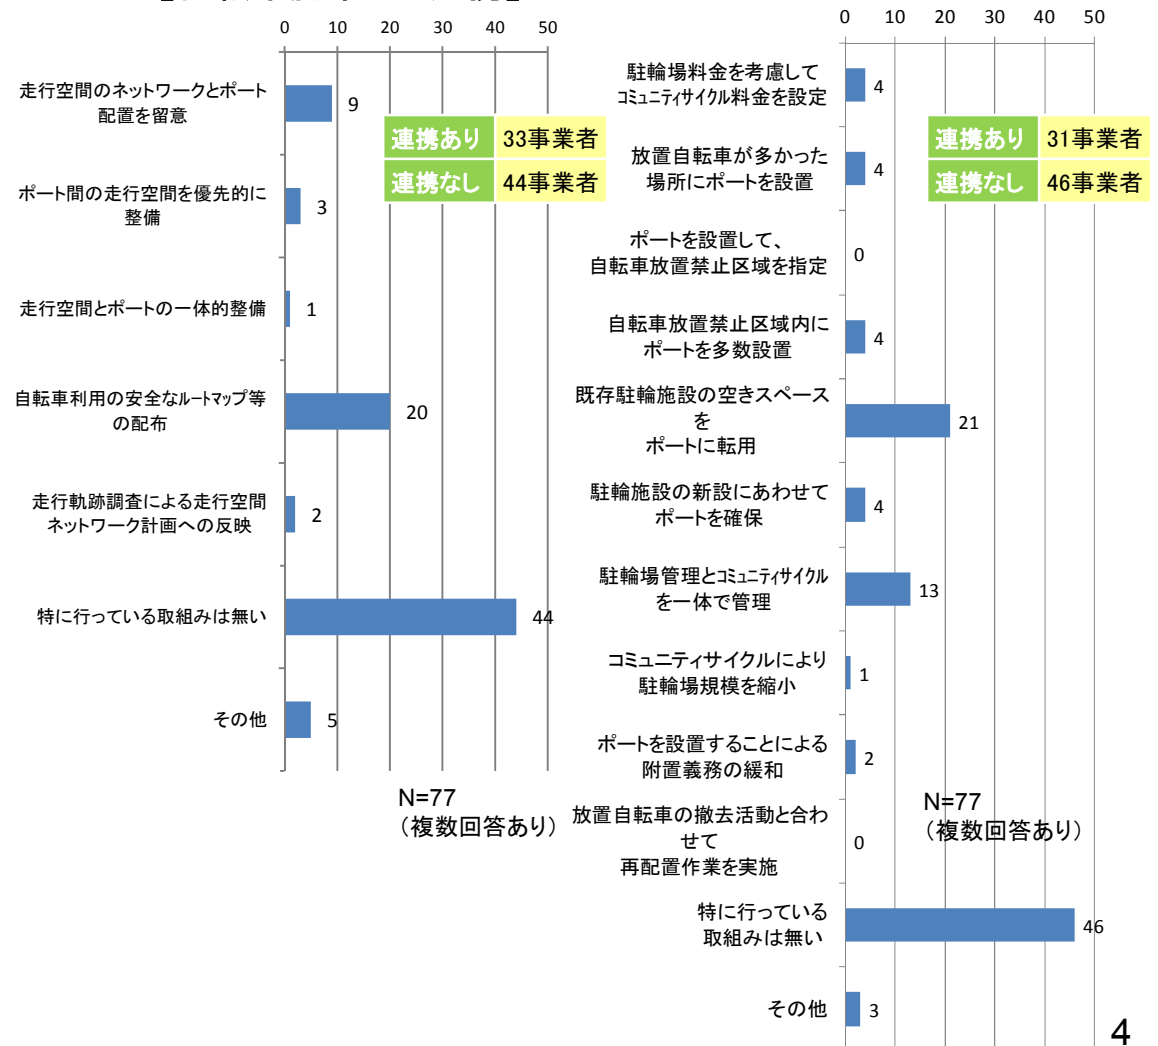 0 10 20 30 40 50
走行空間のネットワークとポート
配置を留意
9
連携あり 33事業者
連携なし 44事業者
ポート間の走行空間を優先的に
整備
3
走行空間とポートの一体的整備
1
自転車利用の安全なルートマップ等
の配布
20
走行軌跡調査による走行空間
ネットワーク計画への反映
2
特に行っている取組みは無い
44
その他
5
N=77
（複数回答あり）
0 10 20 30 40 50
駐輪場料金を考慮して
コミュニティサイクル料金を設定
4
連携あり 31事業者
連携なし 46事業者
放置自転車が多かった
場所にポートを設置
4
ポートを設置して、
自転車放置禁止区域を指定
0
自転車放置禁止区域内に
ポートを多数設置
4
既存駐輪施設の空きスペース
を
ポートに転用
21
駐輪施設の新設にあわせて
ポートを確保
4
駐輪場管理とコミュニティサイクル
を一体で管理
13
コミュニティサイクルにより
駐輪場規模を縮小
1
ポートを設置することによる
附置義務の緩和
2
放置自転車の撤去活動と合わ
せて
再配置作業を実施
0
特に行っている
取組みは無い
46
その他
3
N=77
（複数回答あり）
4